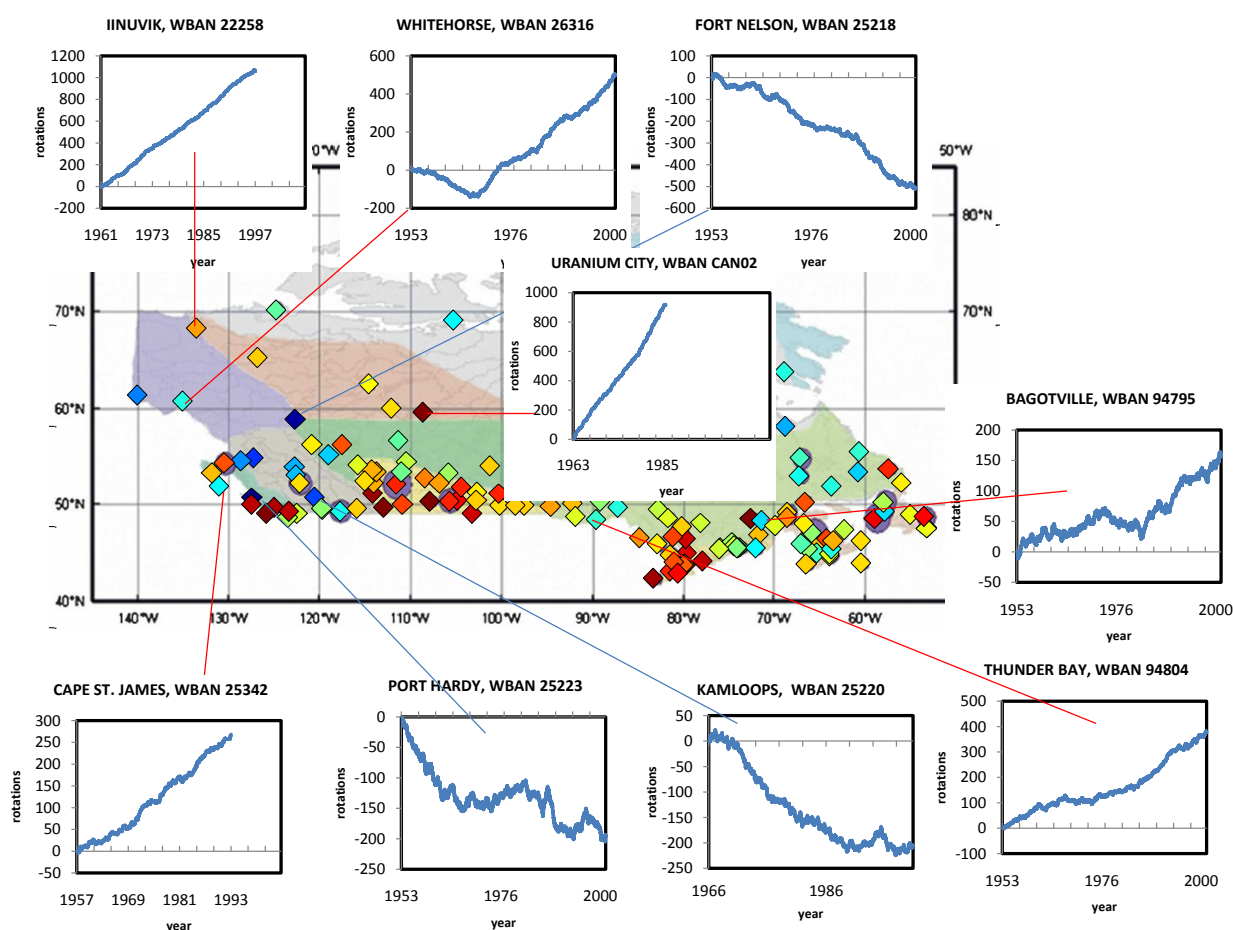 IINUVIK, WBAN 22258
1200
1000
800
600
400
200
0
-200
rotations
1961 1973 1985 1997
year
WHITEHORSE, WBAN 26316
600
400
200
0
-200
rotations
1953 1976 2000
FORT NELSON, WBAN 25218
100
0
-100
-200
-300
-400
-500
-600
rotations
1953 1976 2000
year
0°W
50°W
80°N
80°N
70°N
70°N
60°N
50°N
40°N
140°W 130°W 120°W 110°W 100°W 90°W 80°W 70°W 60°W
URANIUM CITY, WBAN CAN02
1000
800
600
400
200
0
rotations
1963 1985
year
BAGOTVILLE, WBAN 94795
200
150
100
50
0
-50
rotations
1953 1976 2000
year
CAPE ST. JAMES, WBAN 25342
300
250
200
150
100
50
0
-50
rotations
1957 1969 1981 1993
year
PORT HARDY, WBAN 25223
0
-50
-100
-150
-200
-250
rotations
1953 1976 2000
year
KAMLOOPS, WBAN 25220
50
0
-50
-100
-150
-200
-250
rotations
1966 1986
year
THUNDER BAY, WBAN 94804
500
400
300
200
100
0
-100
rotations
1953 1976 2000
year